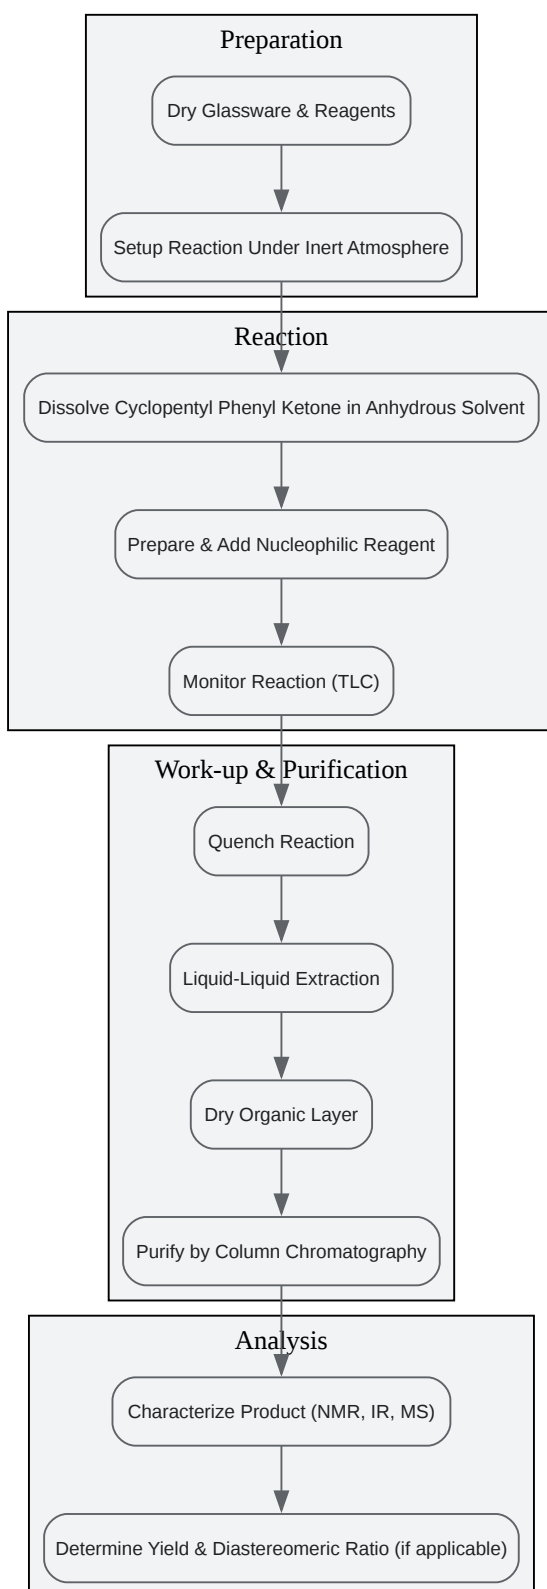 Preparation
Dry Glassware & Reagents
Setup Reaction Under Inert Atmosphere
Reaction
Dissolve Cyclopentyl Phenyl Ketone in Anhydrous Solvent
Prepare & Add Nucleophilic Reagent
Monitor Reaction (TLC)
Work-up & Purification
Quench Reaction
Liquid-Liquid Extraction
Dry Organic Layer
Purify by Column Chromatography
Analysis
Characterize Product (NMR, IR, MS)
Determine Yield & Diastereomeric Ratio (if applicable)